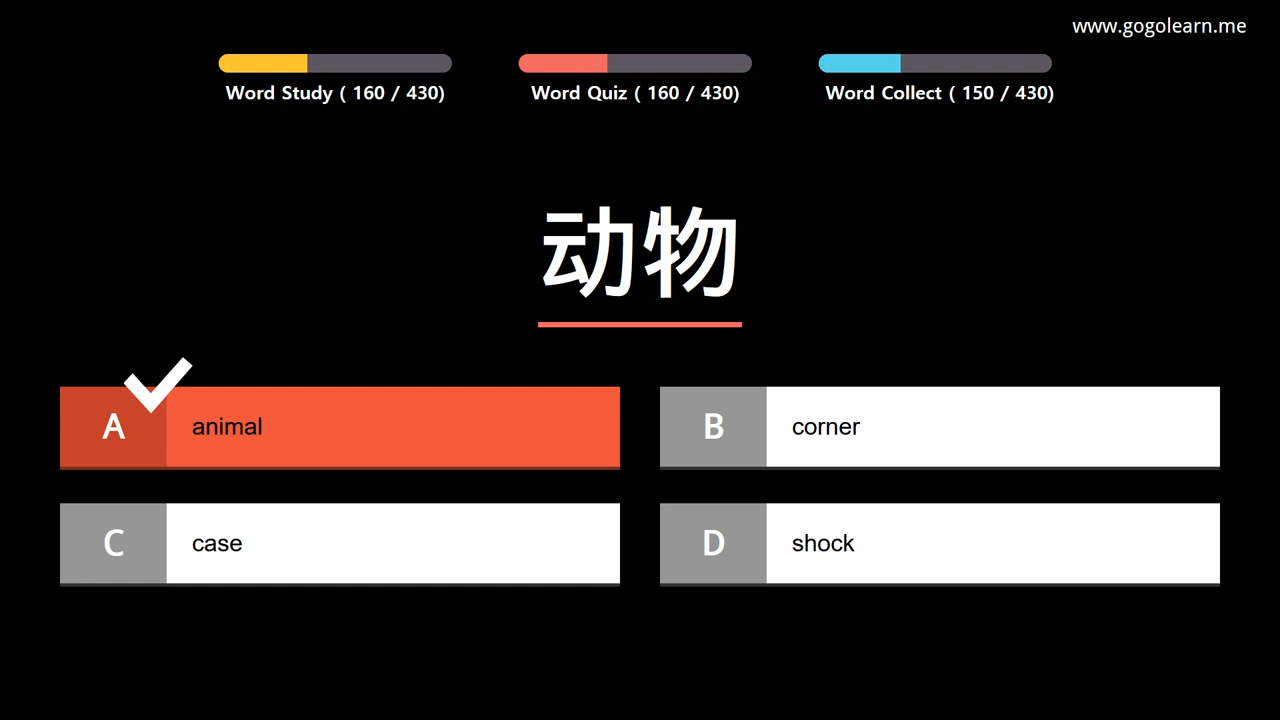 www.gogolearn.me
Word Study ( 160 / 430)
Word Quiz ( 160 / 430)
Word Collect ( 150 / 430)
动物
A animal
B corner
C case
D shock